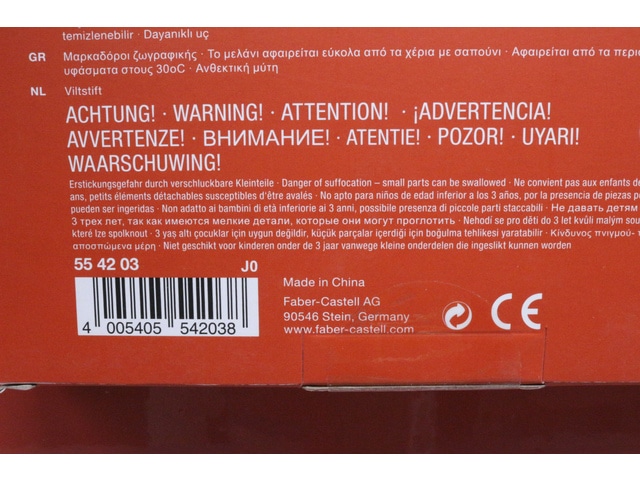 temizlenebilir · Dayanıklı uç
GR Μαρκαδόροι ζωγραφικής · Το μελάνι αφαιρείται εύκολα από τα χέρια με σαπούνι · Αφαιρείται από τα περισ
υφάσματα στους 30οC · Ανθεκτική μύτη
NL Viltstift
ACHTUNG! · WARNING! · ATTENTION! · ¡ADVERTENCIA!
AVVERTENZE! · ВНИМАНИЕ! · ATENTIE! · POZOR! · UYARI!
WAARSCHUWING!
Erstickungsgefahr durch verschluckbare Kleinteile · Danger of suffocation – small parts can be swallowed · Ne convient pas aux enfants de
ans, petits éléments détachables susceptibles d'être avalés · No apto para niños de edad inferior a los 3 años, por la presencia de piezas p
pueden ser ingeridas · Non adatto ai bambini di età inferiorie ai 3 anni, possibile presenza di piccole parti staccabili · Не давать детям
3 трех лет, так как имеются мелкие детали, которые они могут проглотить · Nehodí se pro děti do 3 let kvůli malým sou
které lze spolknout · 3 yaş altı çocuklar için uygun değildir, küçük parçalar içerdiği için boğulma tehlikesi yaratabilir · Κίνδυνος πνιγμού-
αποσπώμενα μέρη · Niet geschikt voor kinderen onder de 3 jaar vanwege kleine onderdelen die ingeslikt kunnen worden
55 42 03 J0
Made in China
Faber-Castell AG
90546 Stein, Germany
www.faber-castell.com
CE
4 005405 542038